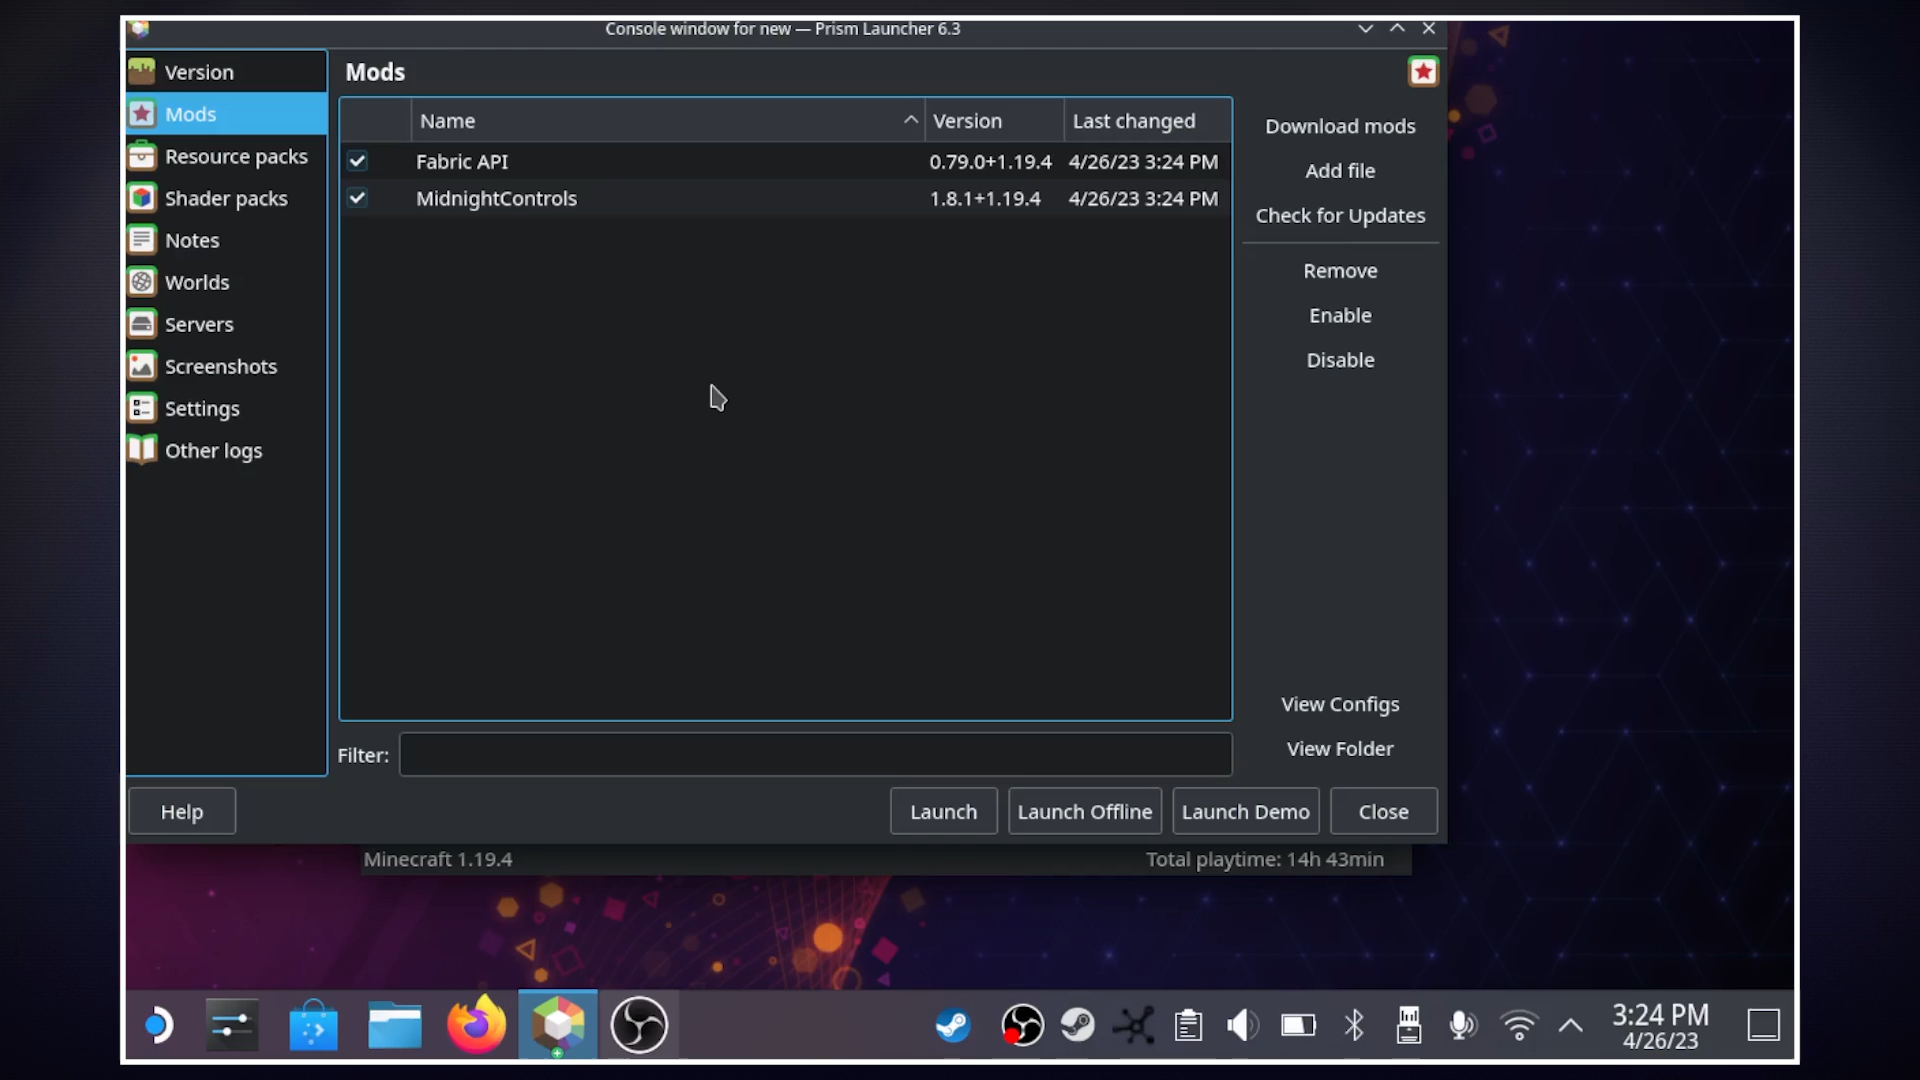 Console window for new — Prism Launcher 6.3
Version
Mods
Resource packs
Shader packs
Notes
Worlds
Servers
Screenshots
Settings
Other logs
Mods
Name Version Last changed
Fabric API 0.79.0+1.19.4 4/26/23 3:24 PM
MidnightControls 1.8.1+1.19.4 4/26/23 3:24 PM
Download mods
Add file
Check for Updates
Remove
Enable
Disable
View Configs
View Folder
Filter:
Help Launch Launch Offline Launch Demo Close
Minecraft 1.19.4 Total playtime: 14h 43min
3:24 PM
4/26/23